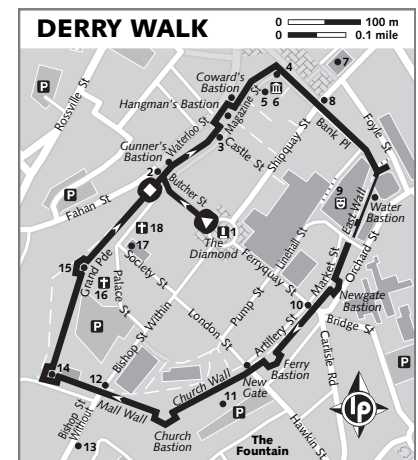 DERRY WALK
0 100 m
0 0.1 mile
4
7
Coward's
Bastion
P
5 6
8
Rossville St
Hangman's Bastion
Magazine St
Foyle St
Waterloo St
3
Castle St
Shipquay St
Bank Pl
Gunner's
Bastion
2
Butcher St
P
9
Fahan St
East Wall
Water
Bastion
18
1
17
The
Diamond
Linenhall St
Market St
Orchard St
15
Grand Pde
16
Society St
Ferryquay St
Palace St
10
Newgate
Bastion
P
London St
Pump St
Artillery St
Bridge St
Bishop St Within
Carlisle Rd
14
12
Church Wall
New
Gate
Ferry
Bastion
Mall Wall
11
P
lp
Bishop St
Without
Church
Bastion
Hawkin St
13
The
Fountain